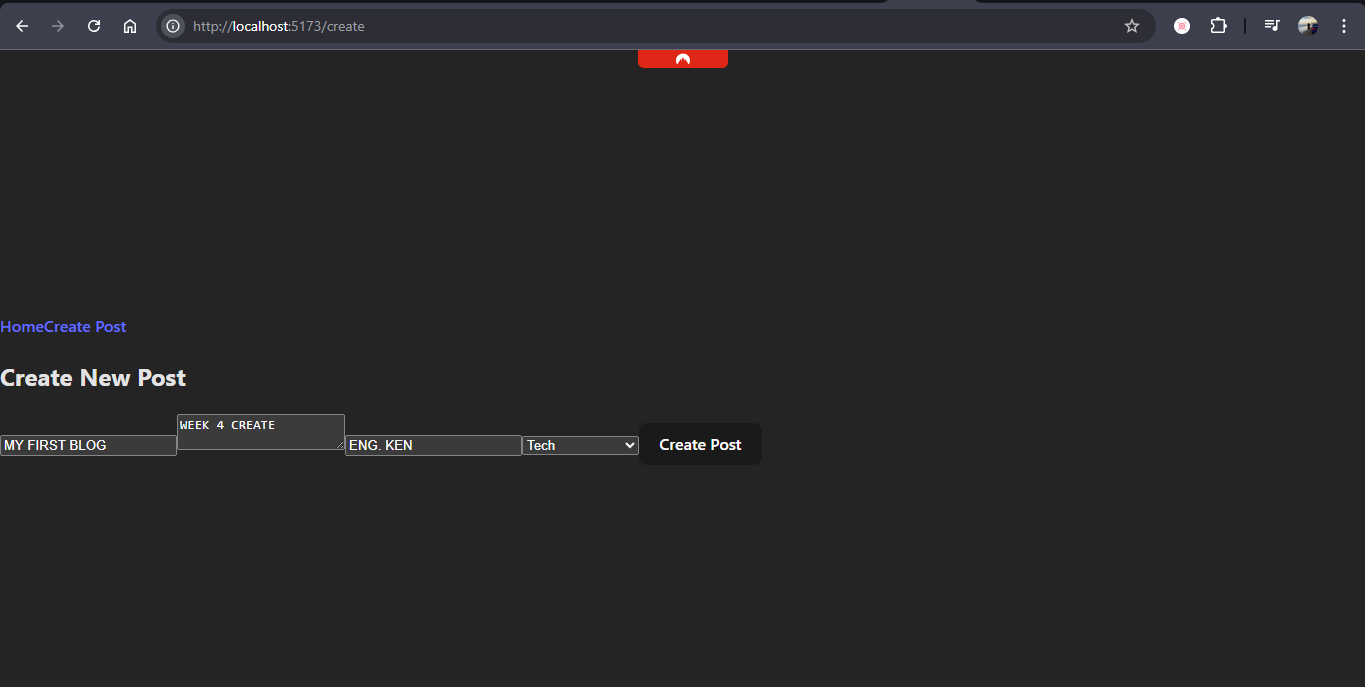 http://localhost:5173/create
HomeCreate Post
Create New Post
MY FIRST BLOG
WEEK 4 CREATE
ENG. KEN
Tech
Create Post